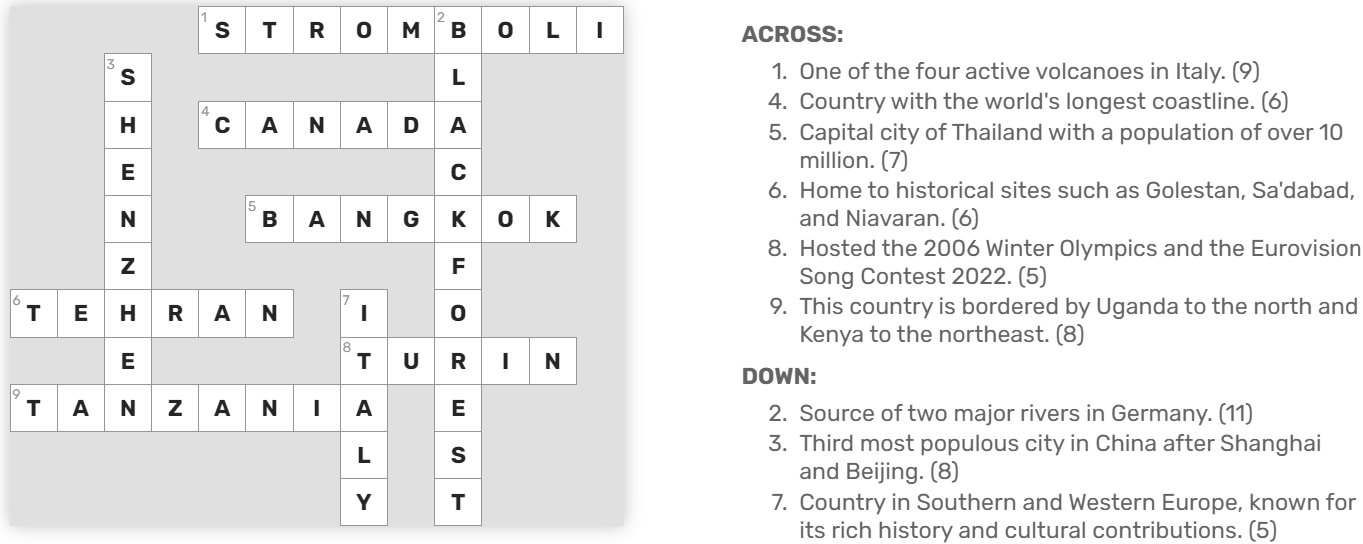 1 S T R O M 2 B O L I
3 S L
H 4 C A N A D A
E C
N 5 B A N G K O K
Z F
6 T E H R A N 7 I O
E 8 T U R I N
9 T A N Z A N I A E
L S
Y T
ACROSS:
1. One of the four active volcanoes in Italy. (9)
4. Country with the world's longest coastline. (6)
5. Capital city of Thailand with a population of over 10
million. (7)
6. Home to historical sites such as Golestan, Sa'dabad,
and Niavaran. (6)
8. Hosted the 2006 Winter Olympics and the Eurovision
Song Contest 2022. (5)
9. This country is bordered by Uganda to the north and
Kenya to the northeast. (8)
DOWN:
2. Source of two major rivers in Germany. (11)
3. Third most populous city in China after Shanghai
and Beijing. (8)
7. Country in Southern and Western Europe, known for
its rich history and cultural contributions. (5)